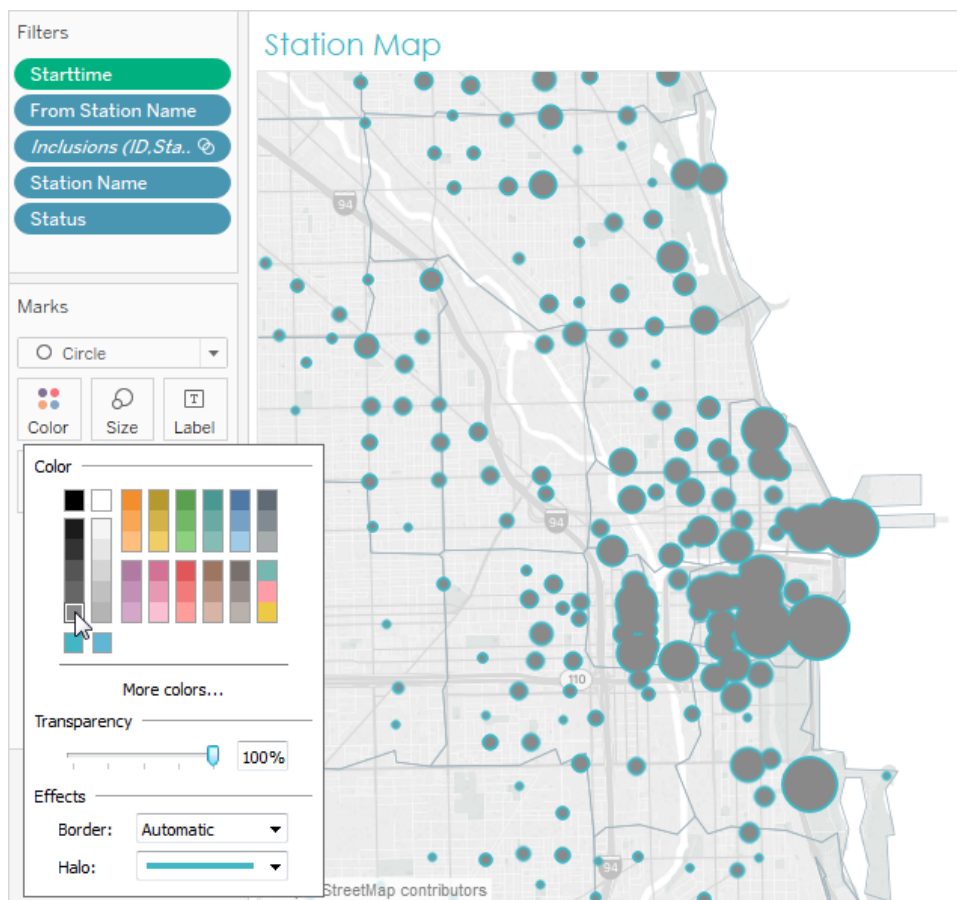 Filters
Station Map
Starttime
From Station Name
Inclusions (ID,Sta..
Station Name
Status
Marks
Circle
Color
Size
T
Label
Color
More colors...
Transparency
100%
Effects
Border:
Automatic
Halo:
94
94
110
94
StreetMap contributors